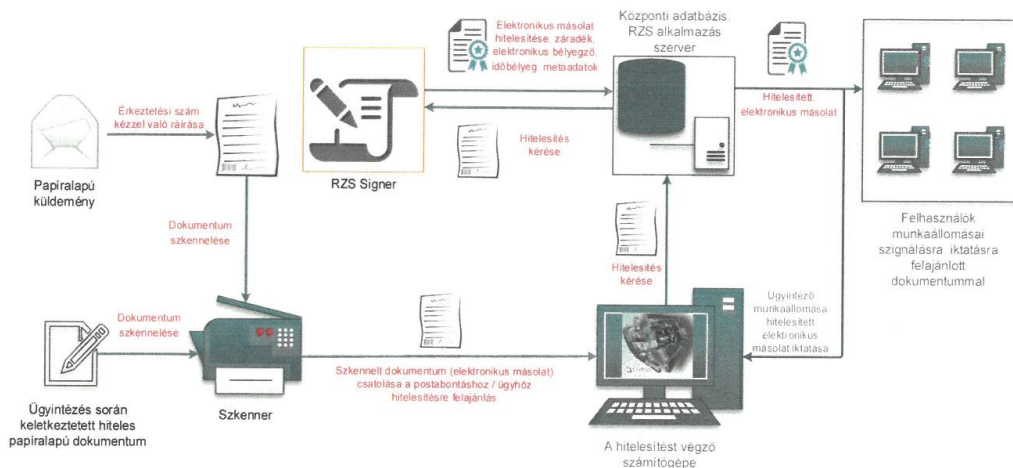 Elektronikus másolat
hitelesítése, záradék,
elektronikus bélyegző,
időbélyeg metaadatok
Központi adatbázis,
RZS alkalmazás
szerver
Érkeztetési szám
kézzel való ráírása
Hitelesítés
kérése
Hitelesített,
elektronikus másolat
Papíralapú
küldemény
RZS Signer
Felhasználók
munkaállomásai
szignálásra, iktatásra
felajánlott
dokumentummal
Dokumentum
szkennelése
Hitelesítés
kérése
Ügyintéző
munkaállomása
hitelesített
elektronikus
másolat iktatása
Dokumentum
szkennelése
Szkennelt dokumentum (elektronikus másolat)
csatolása a postabontáshoz / ügyhöz
hitelesítésre felajánlás
Szkenner
Ügyintézés során
keletkeztetett hiteles
papíralapú dokumentum
A hitelesítést végző
számítógépe